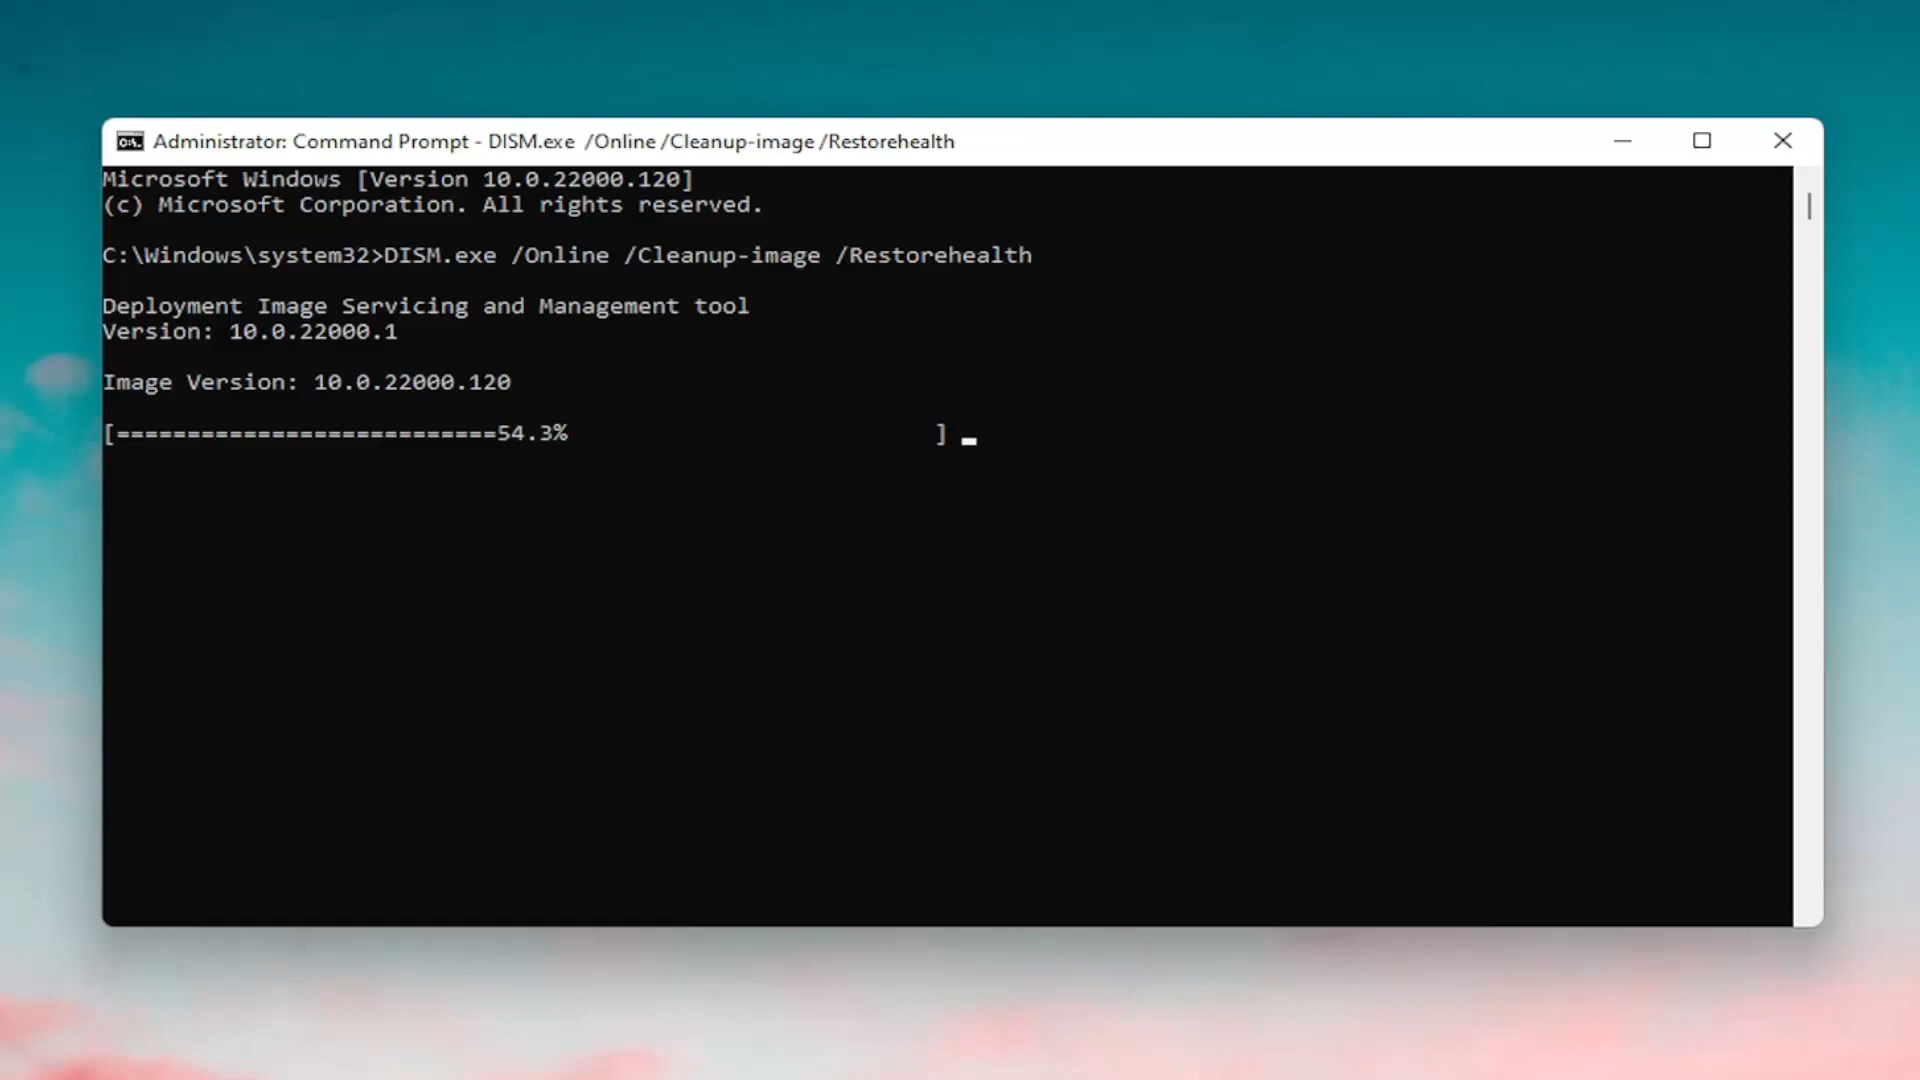 Administrator: Command Prompt - DISM.exe  /Online /Cleanup-image /Restorehealth
Microsoft Windows [Version 10.0.22000.120]
(c) Microsoft Corporation. All rights reserved.
C:\Windows\system32>DISM.exe /Online /Cleanup-image /Restorehealth
Deployment Image Servicing and Management tool
Version: 10.0.22000.1
Image Version: 10.0.22000.120
[===========================54.3%                          ]